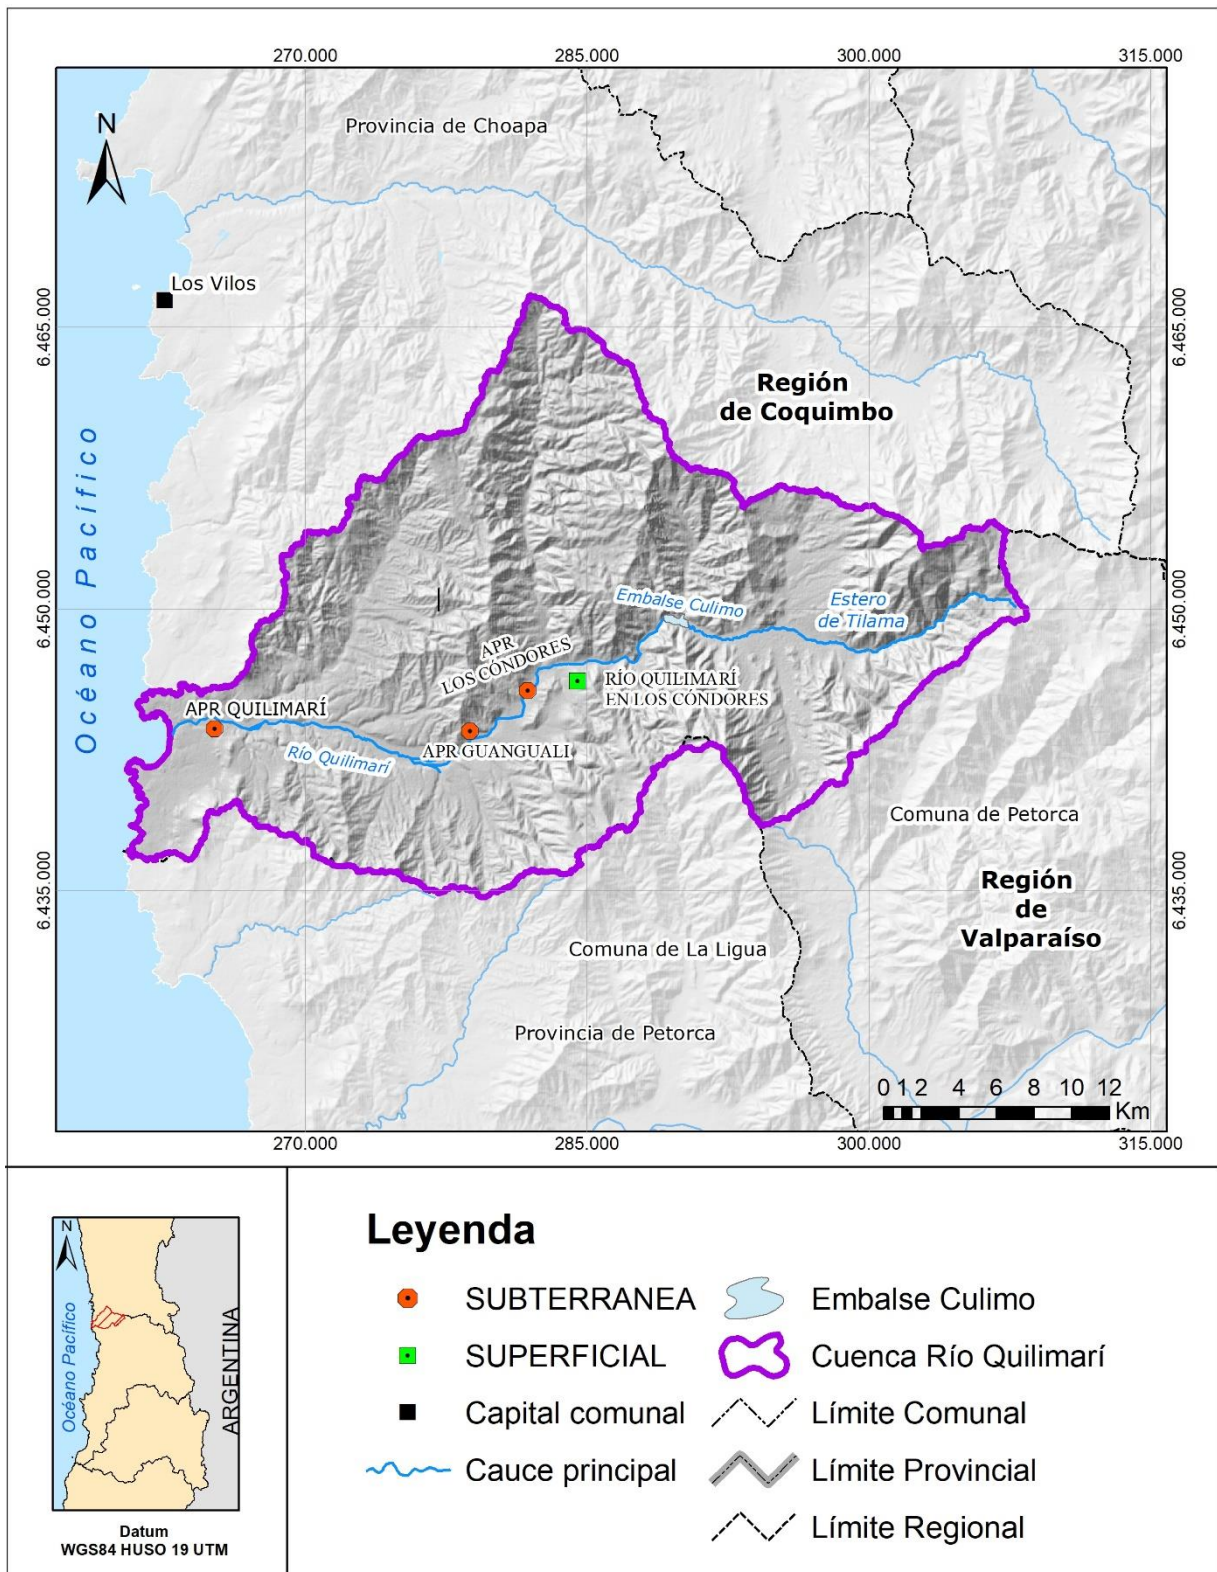 270.000
285.000
300.000
315.000
Provincia de Choapa
N
Los Vilos
6.465.000
6.465.000
Región
de Coquimbo
Océano Pacífico
6.450.000
6.450.000
Embalse Culimo
Estero
de Tilama
APR
LOS CÓNDORES
RÍO QUILIMARÍ
EN LOS CÓNDORES
APR QUILIMARÍ
Río Quilimarí
APR GUANGUALI
Comuna de Petorca
6.435.000
6.435.000
Región
de
Valparaíso
Comuna de La Ligua
Provincia de Petorca
0 1 2 4 6 8 10 12
Km
270.000
285.000
300.000
315.000
N
Océano Pacífico
ARGENTINA
Datum
WGS84 HUSO 19 UTM
Leyenda
SUBTERRANEA
SUPERFICIAL
Capital comunal
Cauce principal
Embalse Culimo
Cuenca Río Quilimarí
Límite Comunal
Límite Provincial
Límite Regional